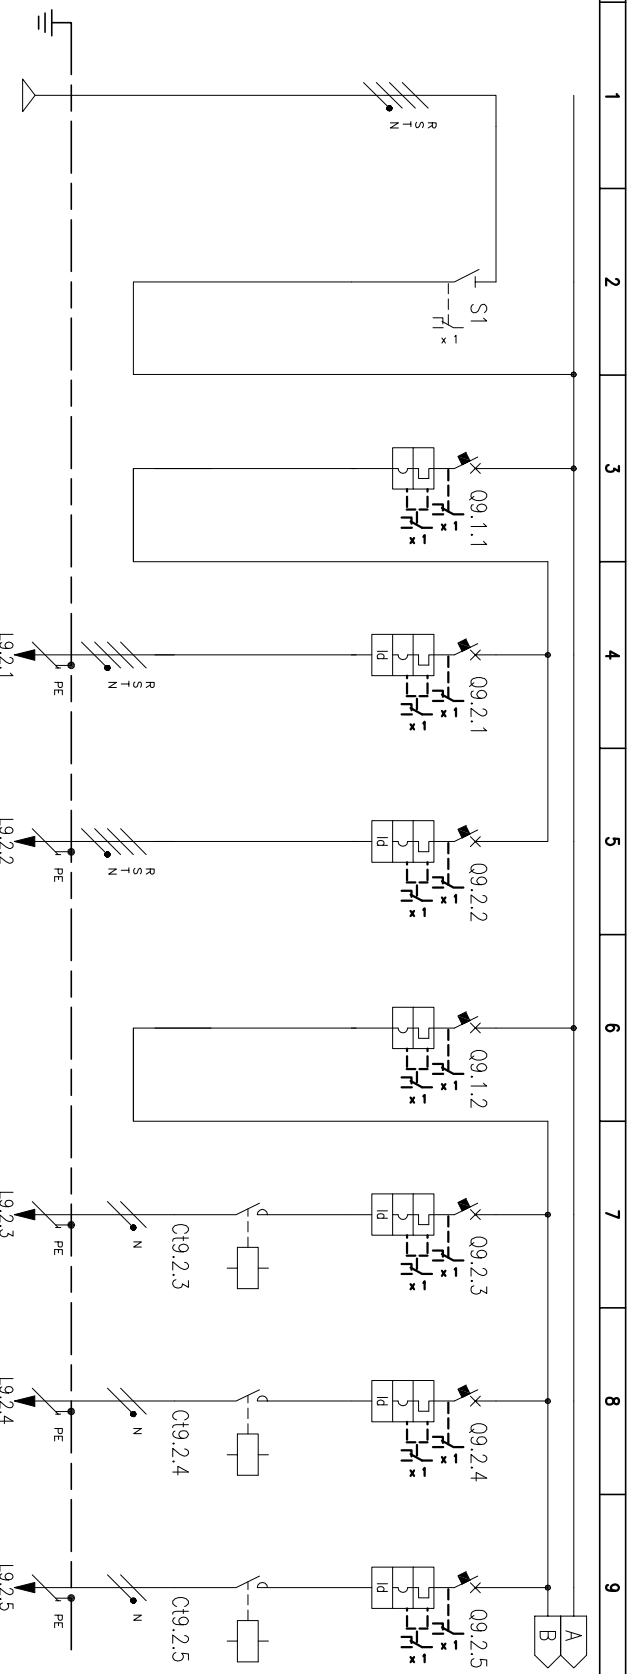 1
2
3
4
5
6
7
8
9
A
B
R S T N
S1
x 1
Q9.1.1
x 1
x 1
Q9.2.1
x 1
x 1
Id
R S T N
PE
L9.2.1
Q9.2.2
x 1
x 1
Id
R S T N
PE
L9.2.2
Q9.1.2
x 1
x 1
Q9.2.3
x 1
x 1
Id
Ct9.2.3
N
PE
L9.2.3
Q9.2.4
x 1
x 1
Id
Ct9.2.4
N
PE
L9.2.4
Q9.2.5
x 1
x 1
Id
Ct9.2.5
N
PE
L9.2.5